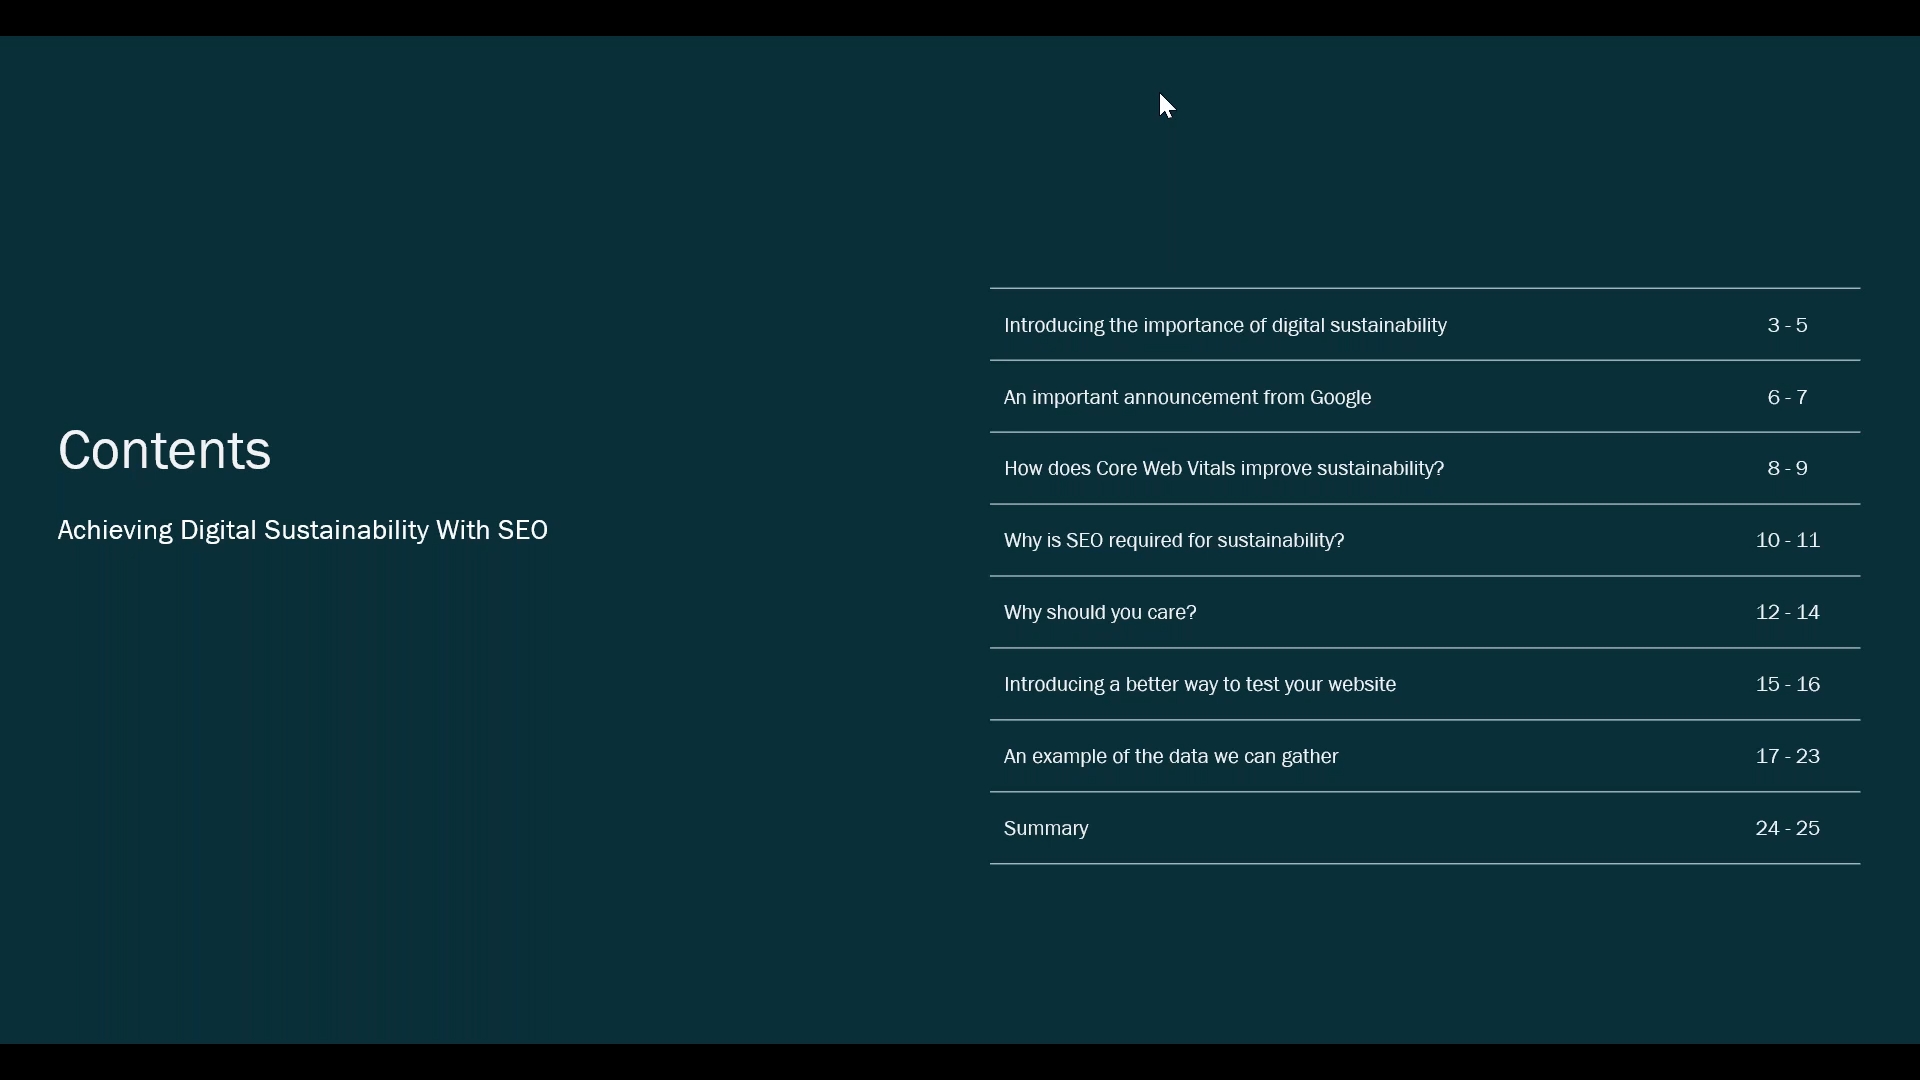 Contents
Achieving Digital Sustainability With SEO
Introducing the importance of digital sustainability 3 - 5
An important announcement from Google 6 - 7
How does Core Web Vitals improve sustainability? 8 - 9
Why is SEO required for sustainability? 10 - 11
Why should you care? 12 - 14
Introducing a better way to test your website 15 - 16
An example of the data we can gather 17 - 23
Summary 24 - 25